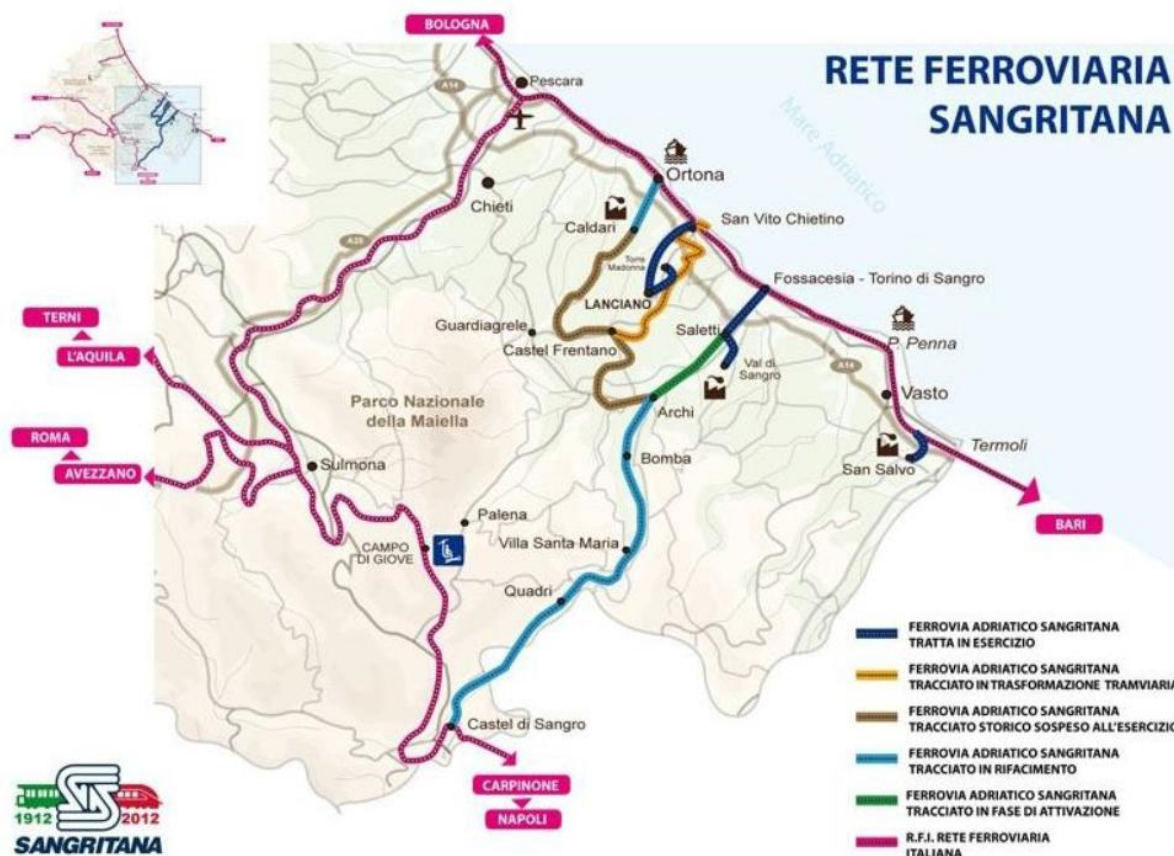 BOLOGNA
RETE FERROVIARIA
SANGRITANA
Mare Adriatico
A14
Pescara
Ortona
Chieti
San Vito Chietino
Caldari
Torre
Madonna
A25
Fossacesia - Torino di Sangro
LANCIANO
TERNI
L'AQUILA
Guardiagrele
Saletti
P. Penna
Castel Frentano
Val di
Sangro
A14
Parco Nazionale
della Maiella
Archi
Vasto
ROMA
AVEZZANO
Bomba
Termoli
Sulmona
San Salvo
BARI
Palena
CAMPO
DI GIOVE
Villa Santa Maria
Quadri
Castel di Sangro
CARPINONE
NAPOLI
FERROVIA ADRIATICO SANGRITANA
TRATTA IN ESERCIZIO
FERROVIA ADRIATICO SANGRITANA
TRACCIATO IN TRASFORMAZIONE TRAMVIARIA
FERROVIA ADRIATICO SANGRITANA
TRACCIATO STORICO SOSPESO ALL'ESERCIZIO
FERROVIA ADRIATICO SANGRITANA
TRACCIATO IN RIFACIMENTO
FERROVIA ADRIATICO SANGRITANA
TRACCIATO IN FASE DI ATTIVAZIONE
R.F.I. RETE FERROVIARIA
ITALIANA
1912 2012
SANGRITANA